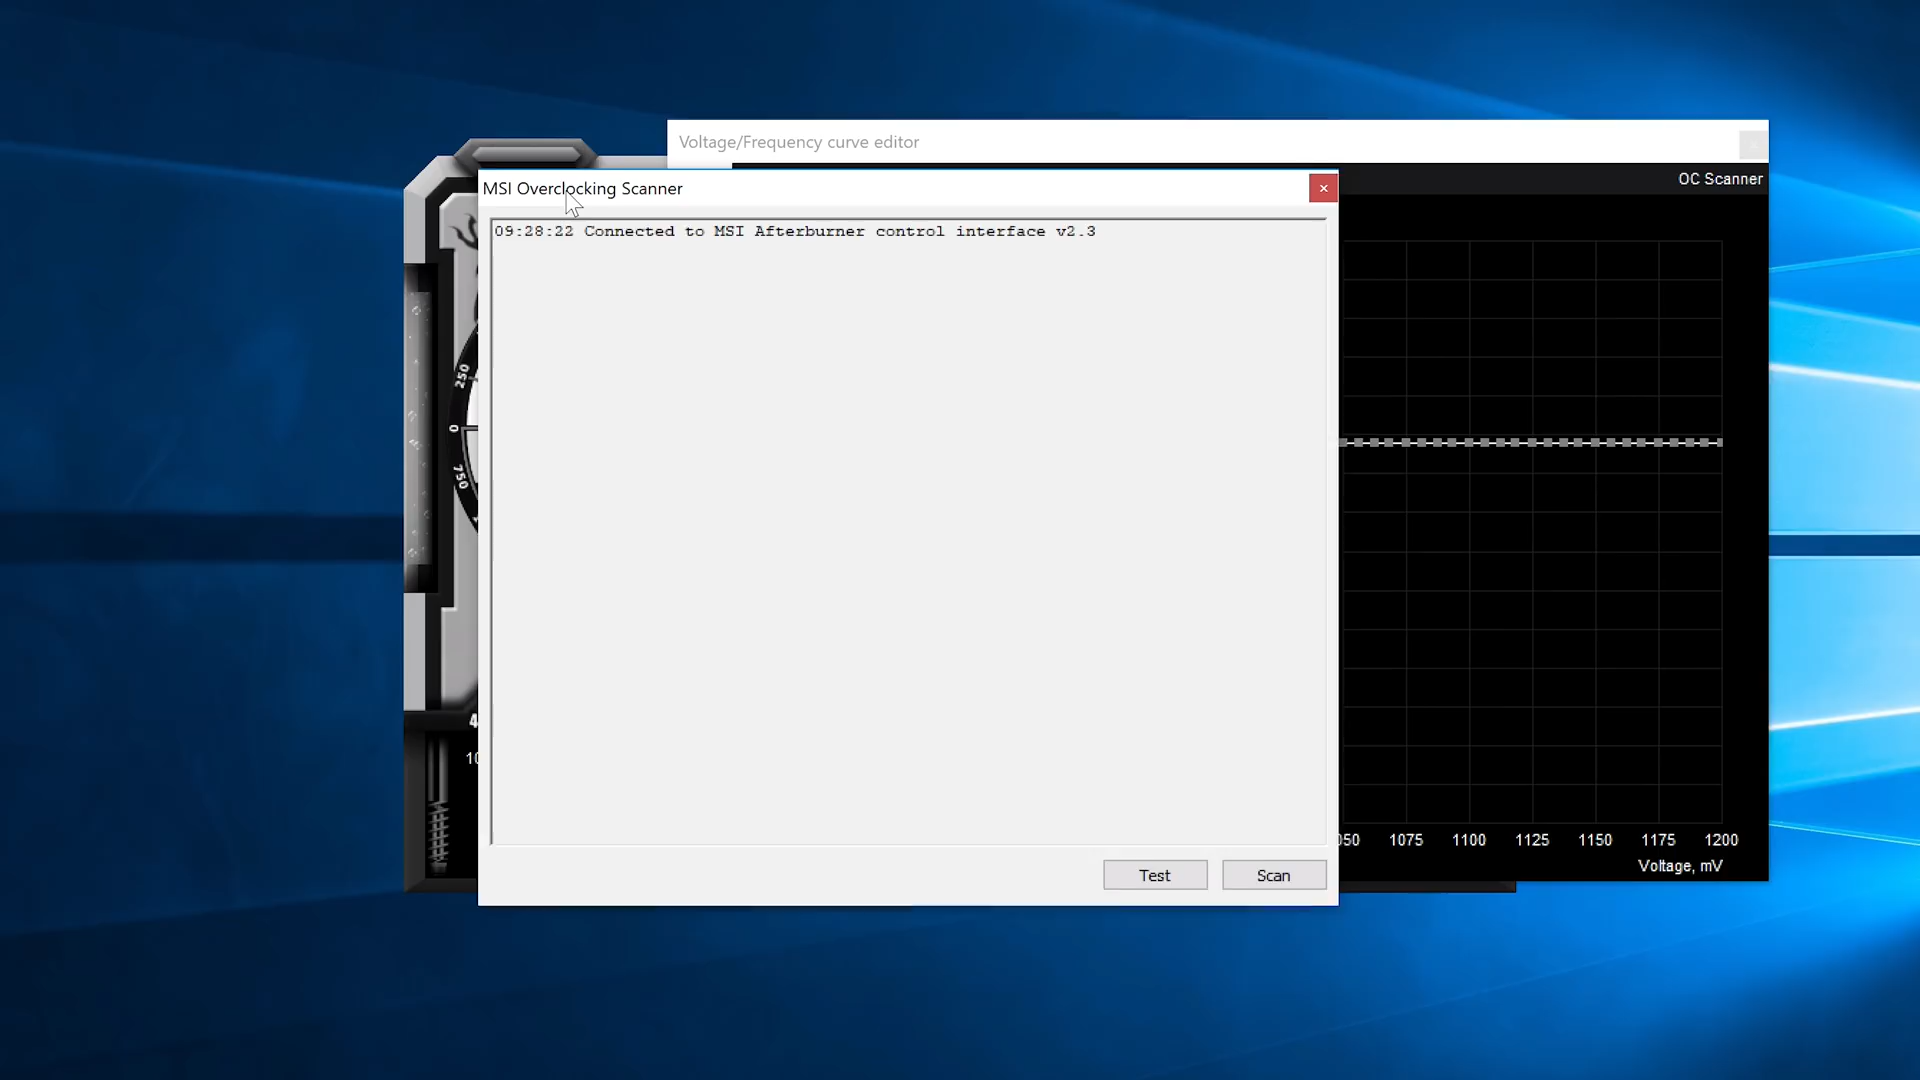 Voltage/Frequency curve editor
OC Scanner
MSI Overclocking Scanner
09:28:22 Connected to MSI Afterburner control interface v2.3
250
0
750
1075 1100 1125 1150 1175 1200
Voltage, mV
Test Scan